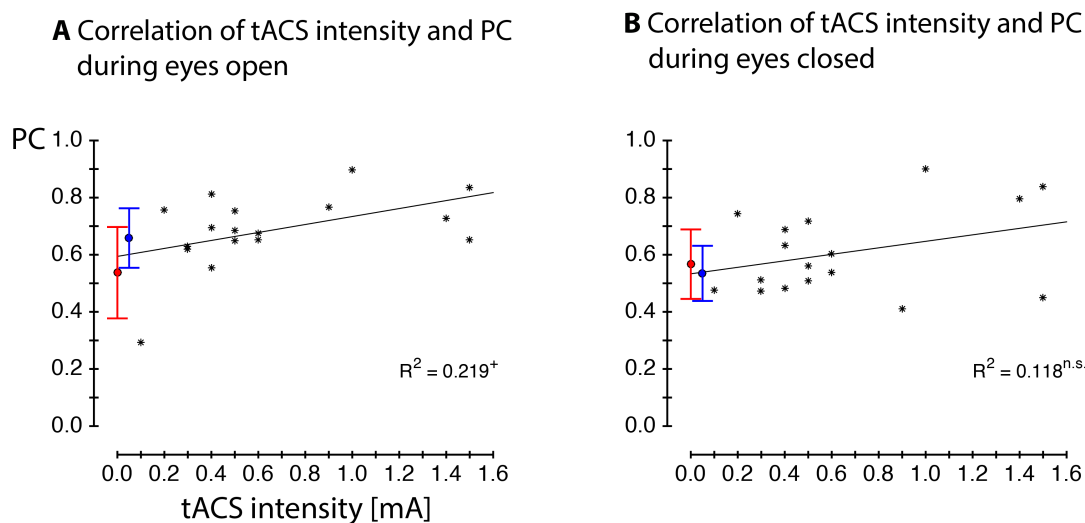 A Correlation of tACS intensity and PC
during eyes open
B Correlation of tACS intensity and PC
during eyes closed
PC 1.0
0.8
0.6
0.4
0.2
0.0
R² = 0.219⁺
0.0 0.2 0.4 0.6 0.8 1.0 1.2 1.4 1.6
tACS intensity [mA]
1.0
0.8
0.6
0.4
0.2
0.0
R² = 0.118ⁿ·ˢ·
0.0 0.2 0.4 0.6 0.8 1.0 1.2 1.4 1.6